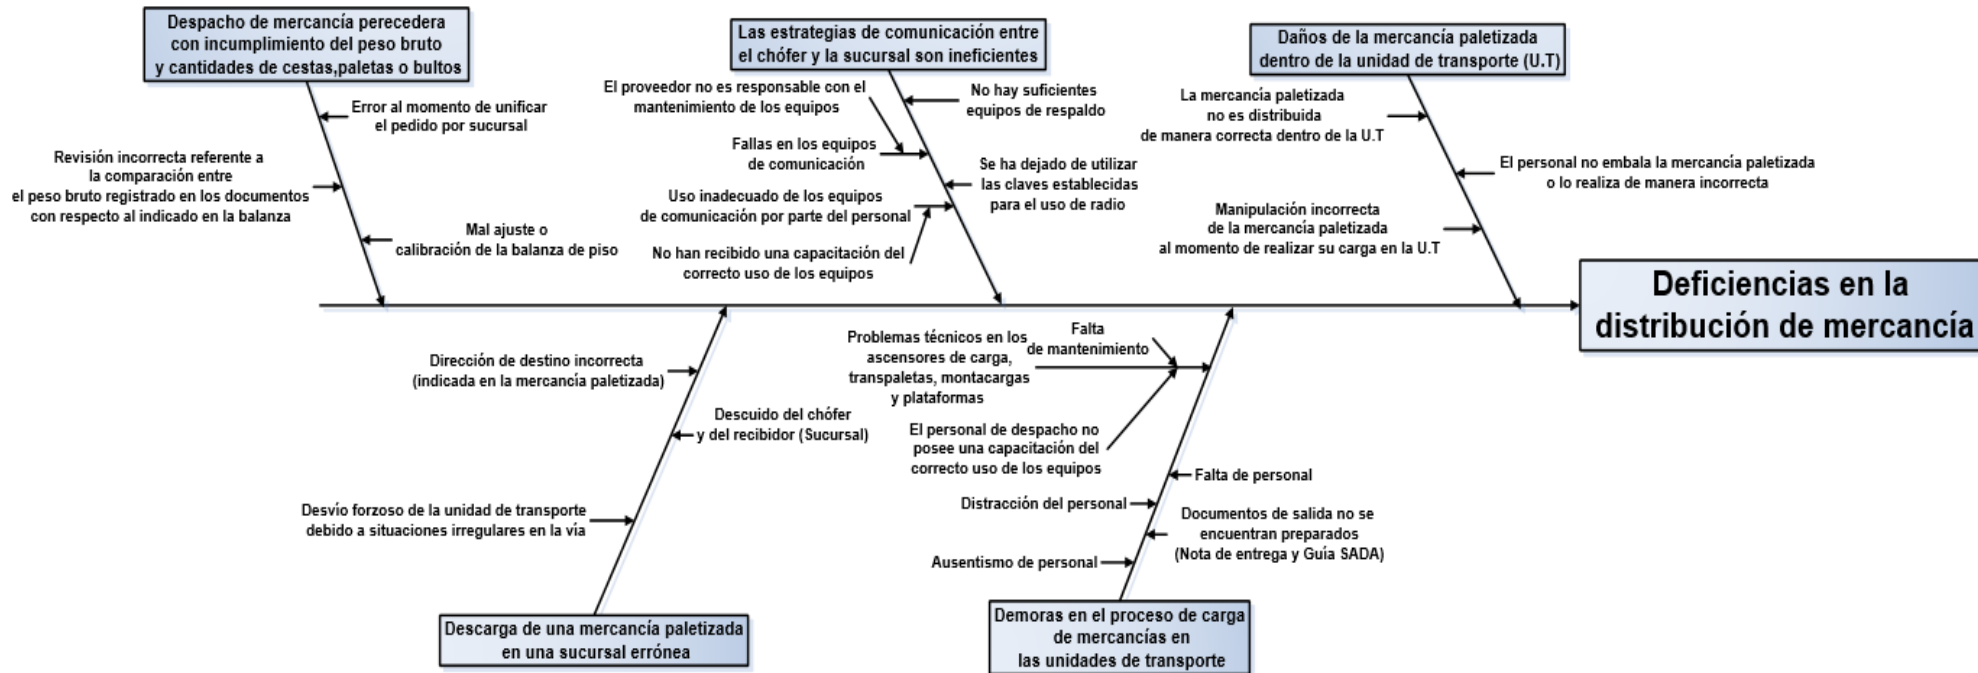 Despacho de mercancía perecedera
con incumplimiento del peso bruto
y cantidades de cestas,paletas o bultos
Error al momento de unificar
el pedido por sucursal
Revisión incorrecta referente a
la comparación entre
el peso bruto registrado en los documentos
con respecto al indicado en la balanza
Mal ajuste o
calibración de la balanza de piso
Las estrategias de comunicación entre
el chófer y la sucursal son ineficientes
El proveedor no es responsable con el
mantenimiento de los equipos
No hay suficientes
equipos de respaldo
Fallas en los equipos
de comunicación
Se ha dejado de utilizar
las claves establecidas
para el uso de radio
Uso inadecuado de los equipos
de comunicación por parte del personal
No han recibido una capacitación del
correcto uso de los equipos
Daños de la mercancía paletizada
dentro de la unidad de transporte (U.T)
La mercancía paletizada
no es distribuida
de manera correcta dentro de la U.T
El personal no embala la mercancía paletizada
o lo realiza de manera incorrecta
Manipulación incorrecta
de la mercancía paletizada
al momento de realizar su carga en la U.T
Deficiencias en la
distribución de mercancía
Dirección de destino incorrecta
(indicada en la mercancía paletizada)
Descuido del chófer
y del recibidor (Sucursal)
Desvío forzoso de la unidad de transporte
debido a situaciones irregulares en la vía
Descarga de una mercancía paletizada
en una sucursal errónea
Problemas técnicos en los
ascensores de carga,
transpaletas, montacargas
y plataformas
Falta
de mantenimiento
El personal de despacho no
posee una capacitación del
correcto uso de los equipos
Falta de personal
Distracción del personal
Documentos de salida no se
encuentran preparados
(Nota de entrega y Guía SADA)
Ausentismo de personal
Demoras en el proceso de carga
de mercancías en
las unidades de transporte